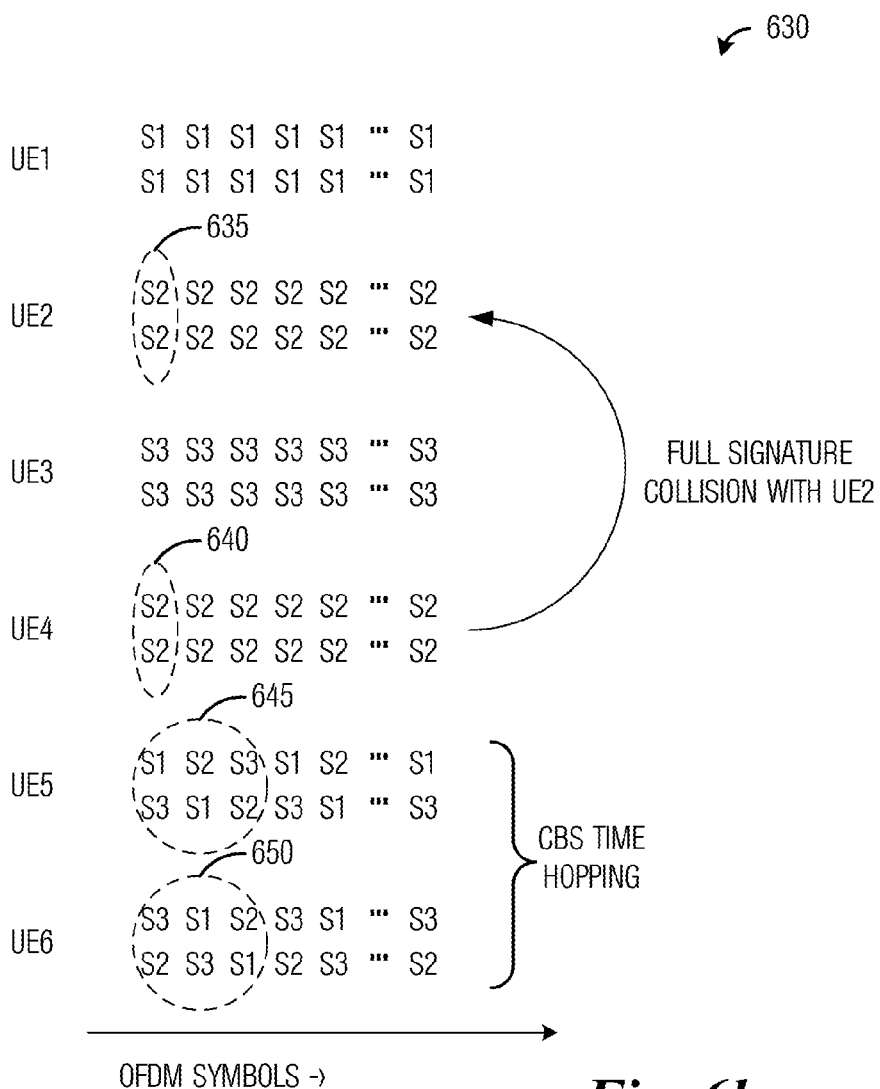 630
UE1
S1 S1 S1 S1 S1 ... S1
S1 S1 S1 S1 S1 ... S1
635
UE2
S2 S2 S2 S2 S2 ... S2
S2 S2 S2 S2 S2 ... S2
UE3
S3 S3 S3 S3 S3 ... S3
S3 S3 S3 S3 S3 ... S3
FULL SIGNATURE
COLLISION WITH UE2
640
UE4
S2 S2 S2 S2 S2 ... S2
S2 S2 S2 S2 S2 ... S2
645
UE5
S1 S2 S3 S1 S2 ... S1
S3 S1 S2 S3 S1 ... S3
CBS TIME
HOPPING
650
UE6
S3 S1 S2 S3 S1 ... S3
S2 S3 S1 S2 S3 ... S2
OFDM SYMBOLS ->